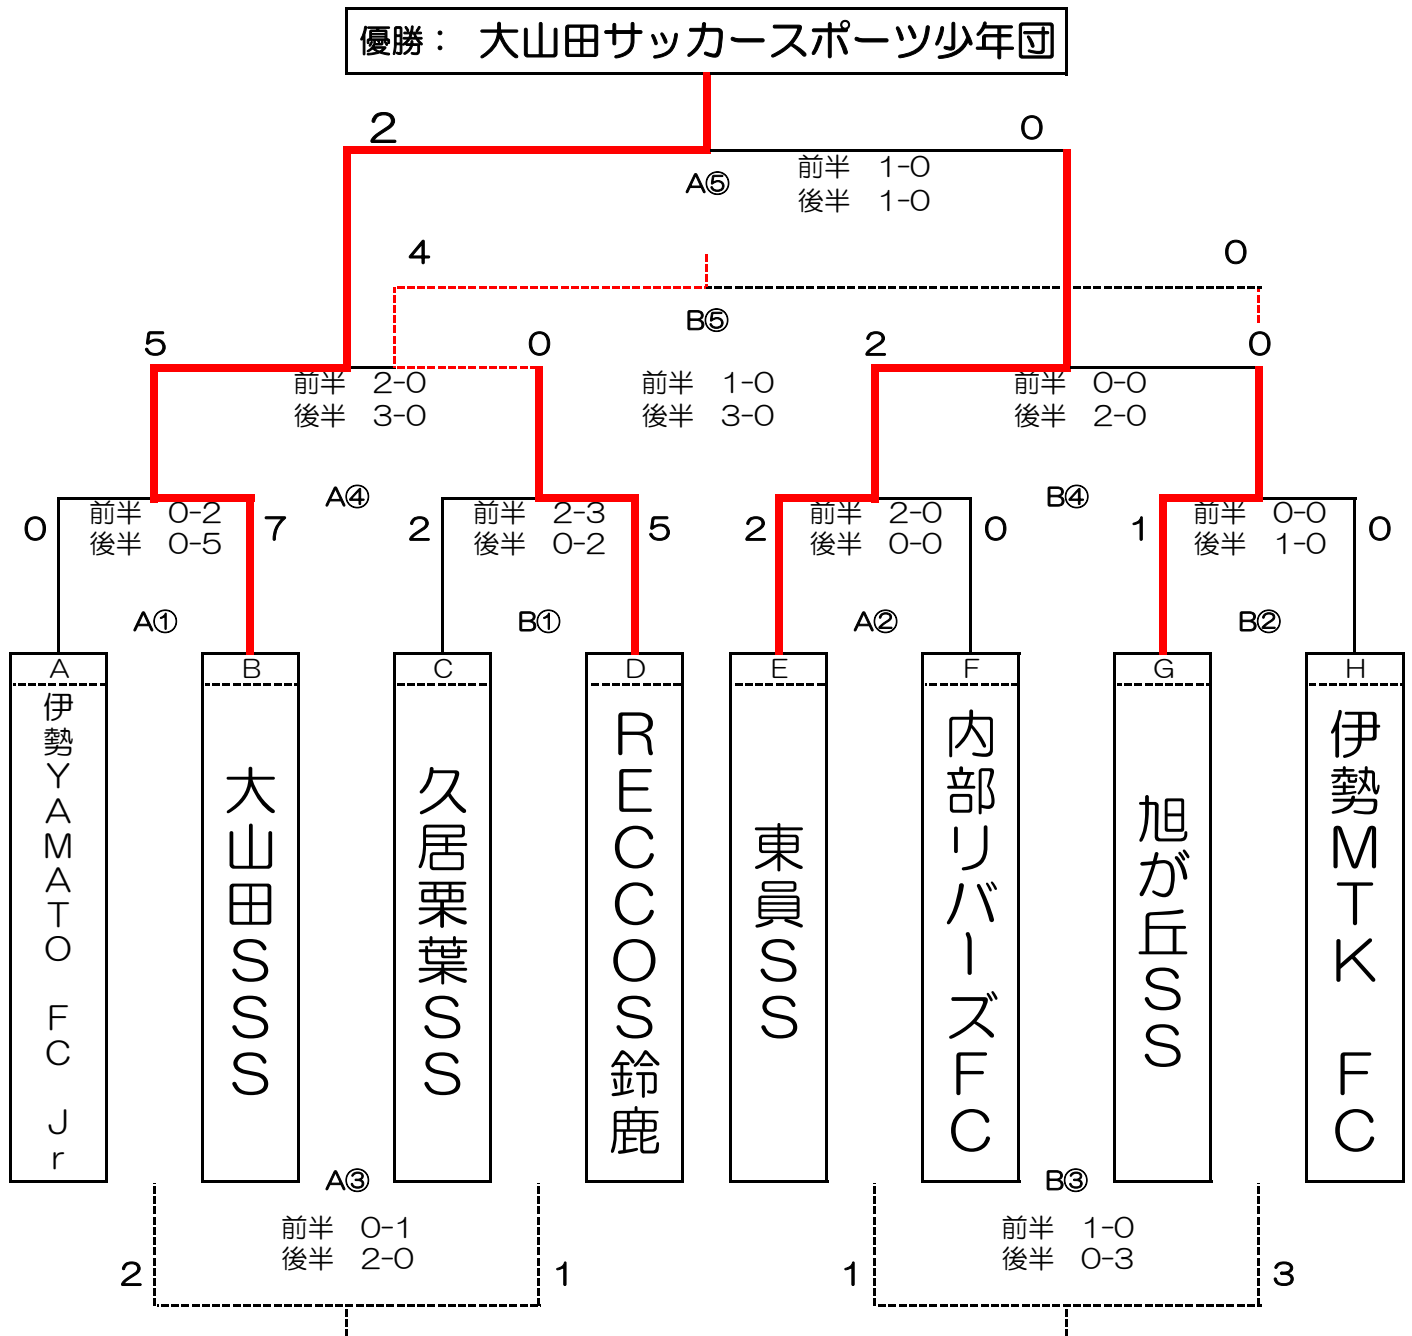 優勝： 大山田サッカースポーツ少年団
2
0
A⑤
前半 1-0
後半 1-0
4
0
B⑤
5
0
2
0
前半 2-0
後半 3-0
前半 1-0
後半 3-0
前半 0-0
後半 2-0
A④
B④
0
前半 0-2
後半 0-5
7
2
前半 2-3
後半 0-2
5
2
前半 2-0
後半 0-0
0
1
前半 0-0
後半 1-0
0
A①
B①
A②
B②
A
伊勢YAMATO FC Jr
B
大山田SSS
C
久居栗葉SS
D
RECCOS鈴鹿
E
東員SS
F
内部リバーズFC
G
旭が丘SS
H
伊勢MTK FC
A③
前半 0-1
後半 2-0
2
1
B③
前半 1-0
後半 0-3
1
3